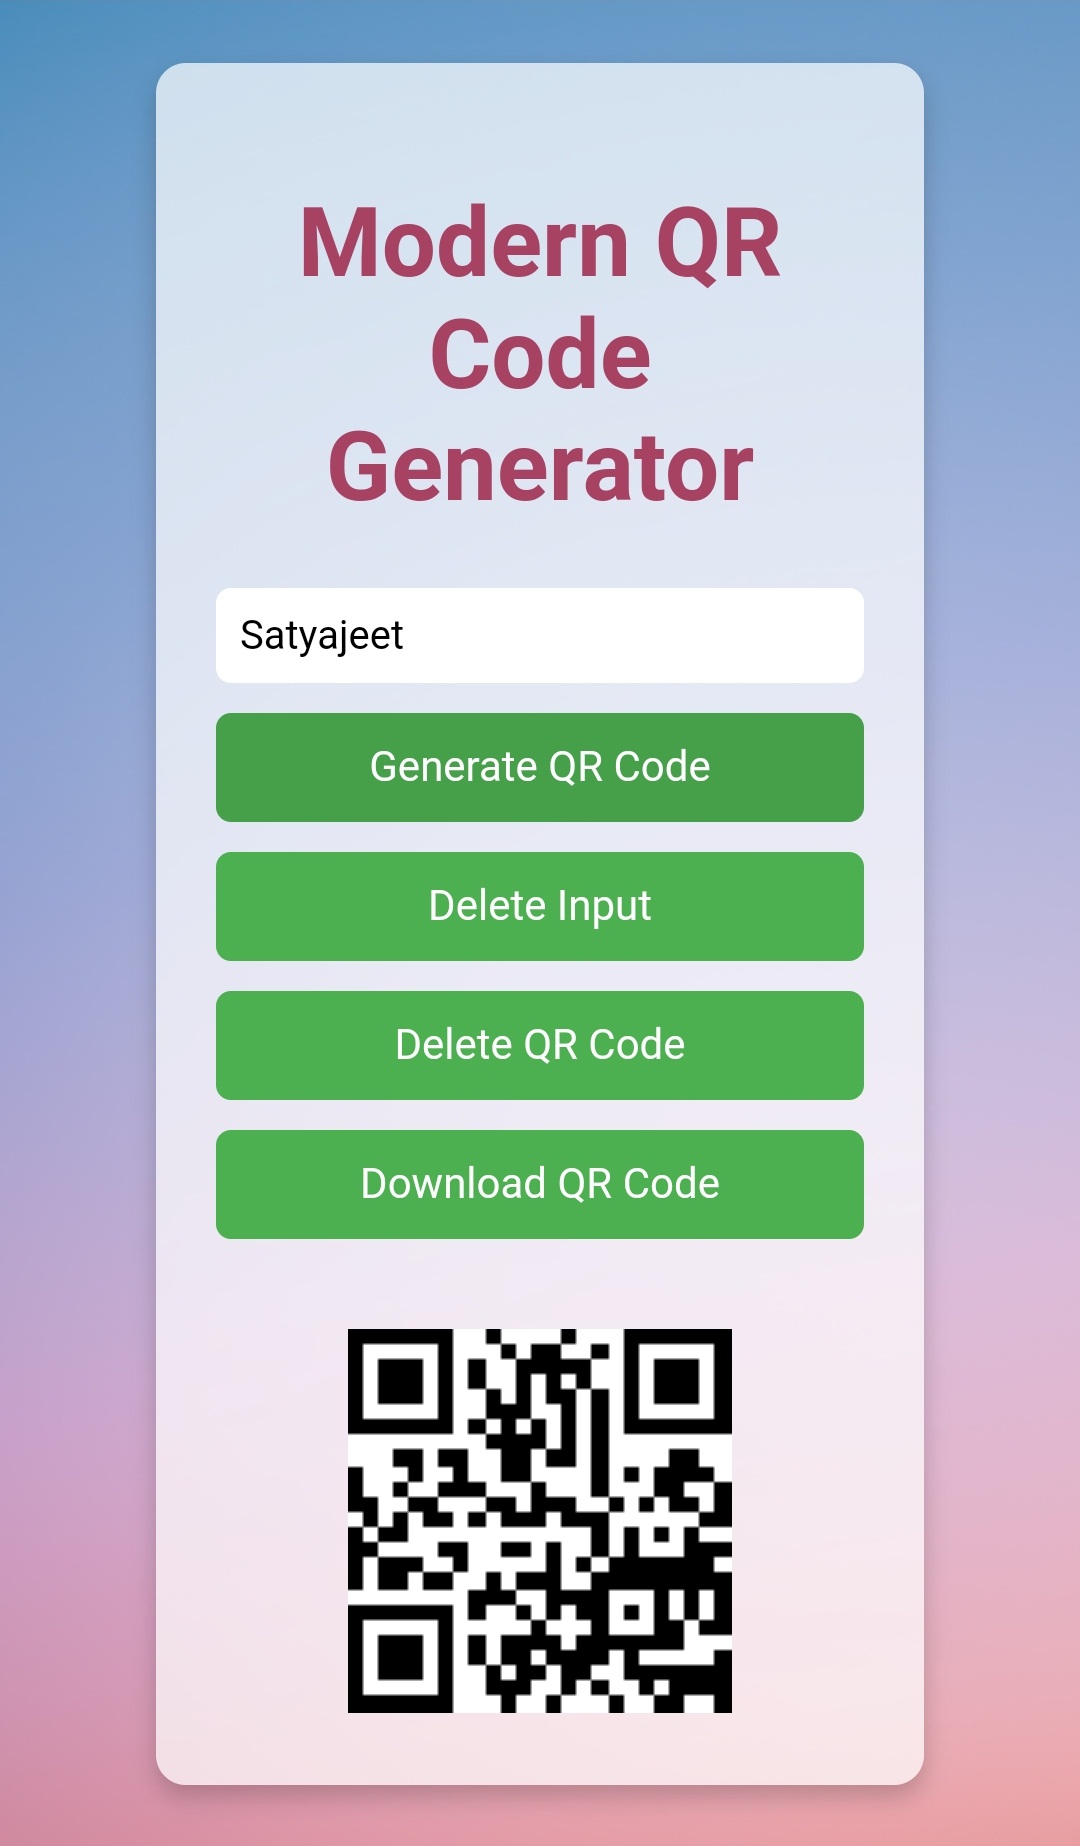 Modern QR
Code
Generator
Satyajeet
Generate QR Code
Delete Input
Delete QR Code
Download QR Code